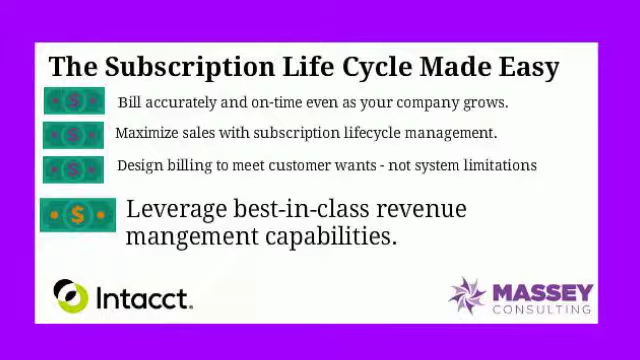 The Subscription Life Cycle Made Easy
Bill accurately and on-time even as your company grows.
Maximize sales with subscription lifecycle management.
Design billing to meet customer wants - not system limitations
Leverage best-in-class revenue
mangement capabilities.
Intacct.
MASSEY
CONSULTING